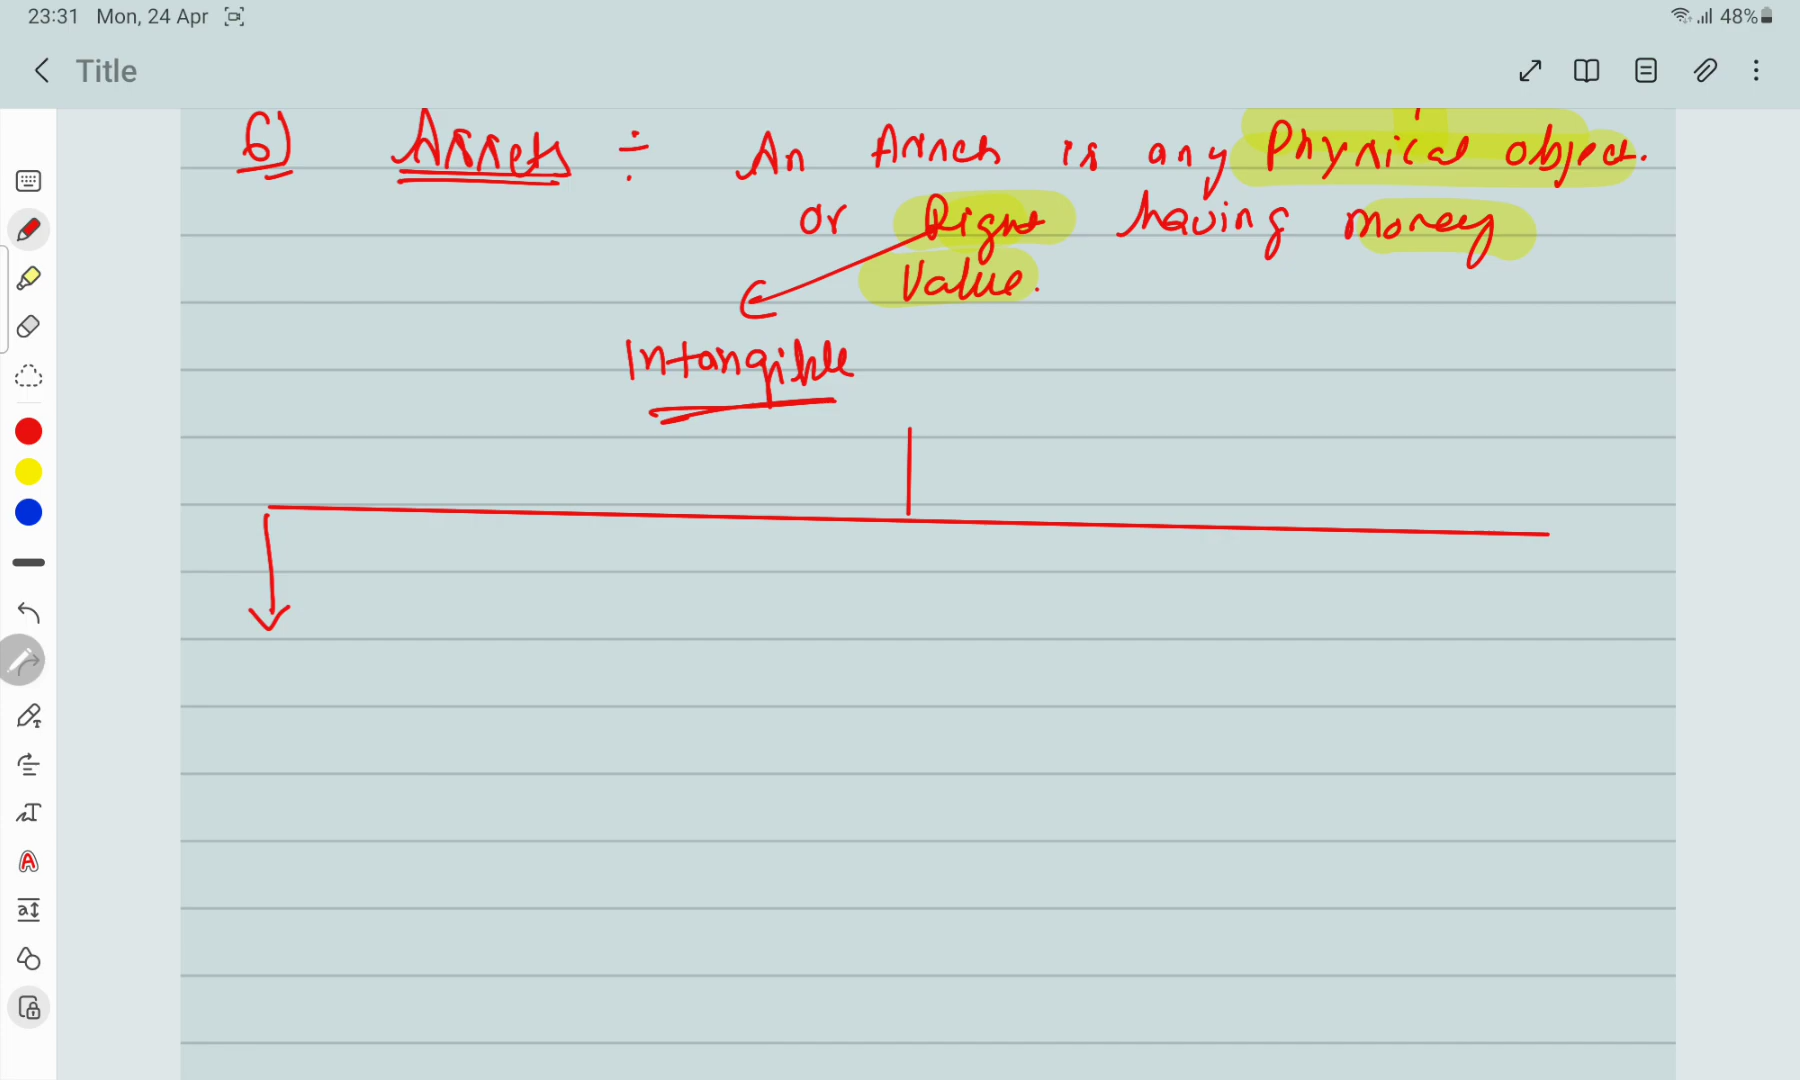 23:31 Mon, 24 Apr 48%
Title
6) Assets ÷ An Assets is any Physical object.
or Right having money
Value.
Intangible